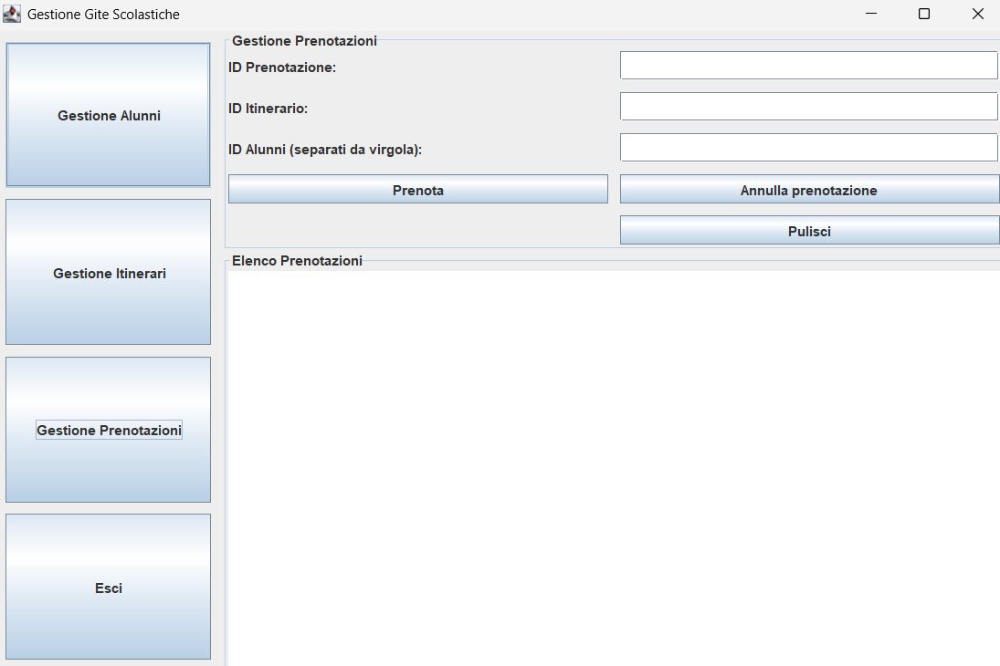 Gestione Gite Scolastiche
Gestione Alunni
Gestione Itinerari
Gestione Prenotazioni
Esci
Gestione Prenotazioni
ID Prenotazione:
ID Itinerario:
ID Alunni (separati da virgola):
Prenota
Annulla prenotazione
Pulisci
Elenco Prenotazioni